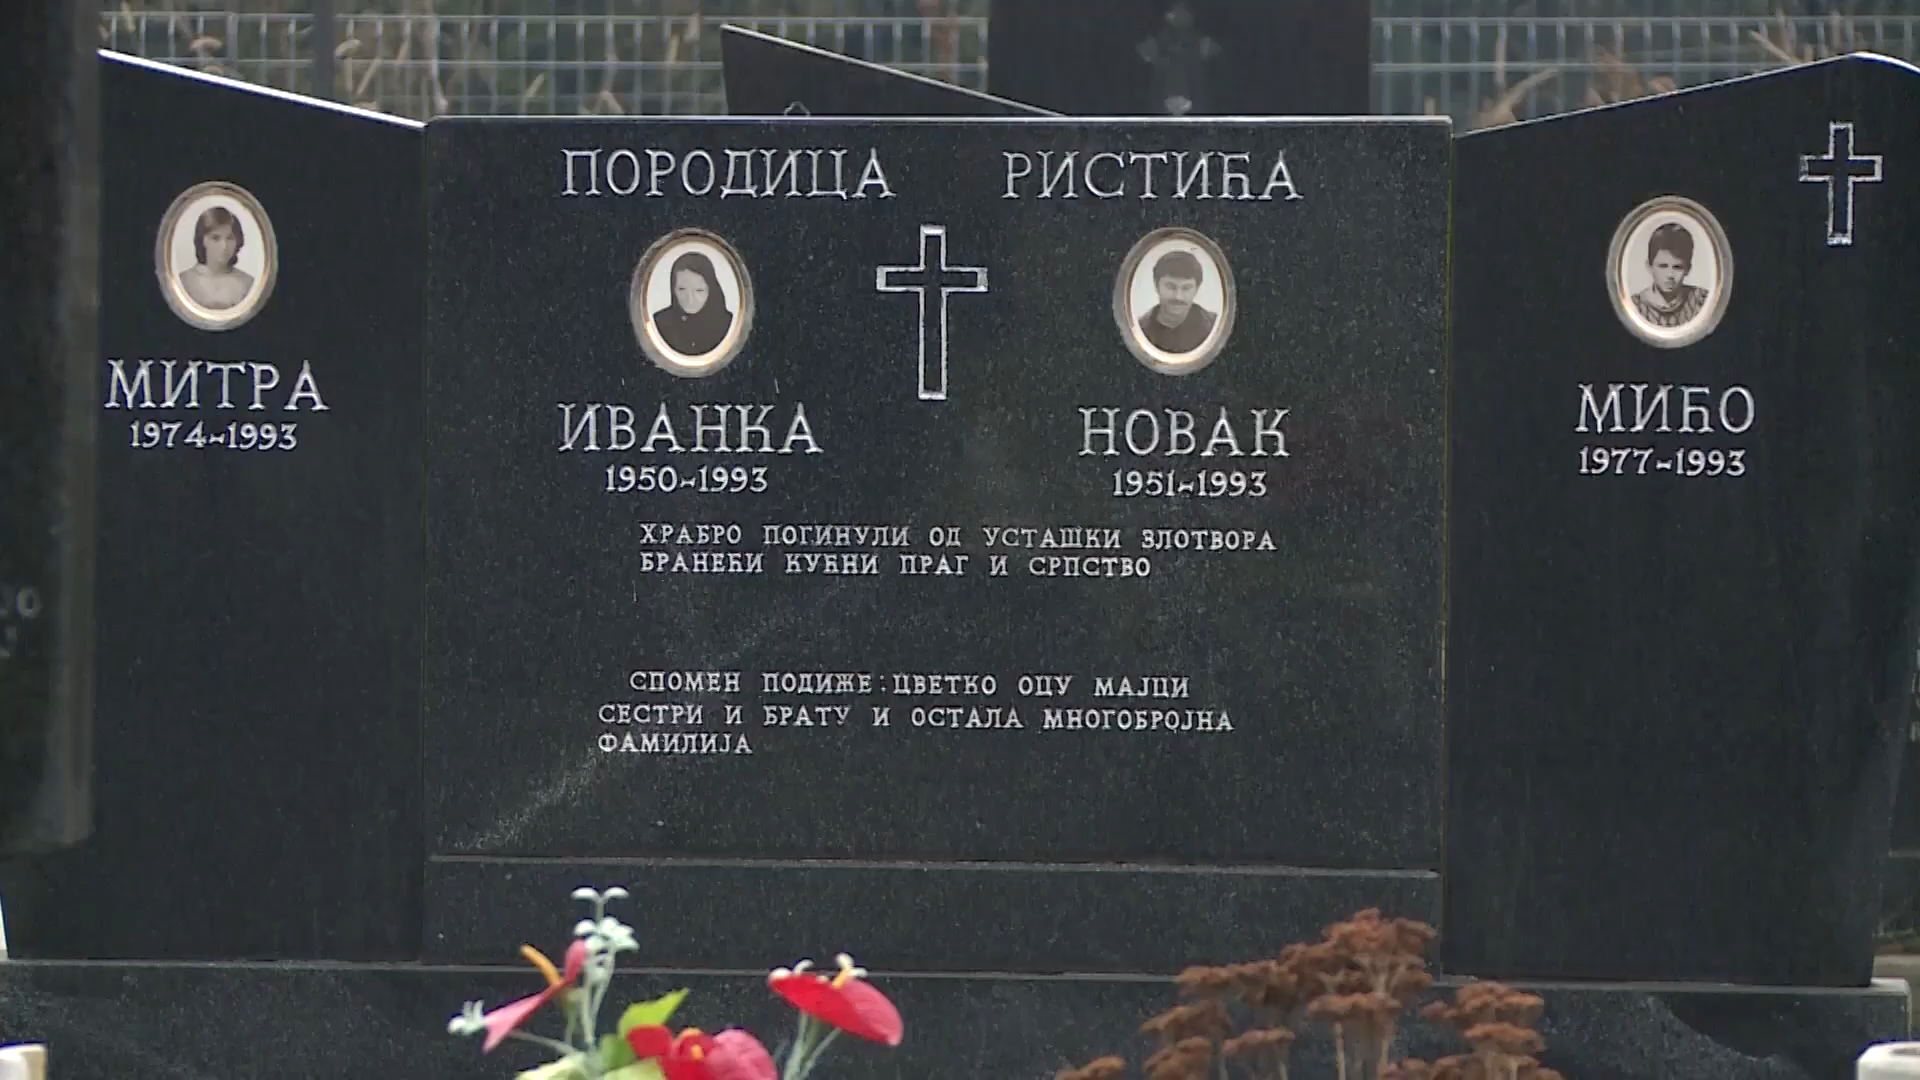 ПОРОДИЦА РИСТИЋА
МИТРА
1974-1993
ИВАНКА
1950-1993
НОВАК
1951-1993
МИЋО
1977-1993
ХРАБРО ПОГИНУЛИ ОД УСТАШКИ ЗЛОТВОРА
БРАНЕЋИ КУЋНИ ПРАГ И СРПСТВО
СПОМЕН ПОДИЖЕ:ЦВЕТКО ОЦУ МАЈЦИ
СЕСТРИ И БРАТУ И ОСТАЛА МНОГОБРОЈНА
ФАМИЛИЈА